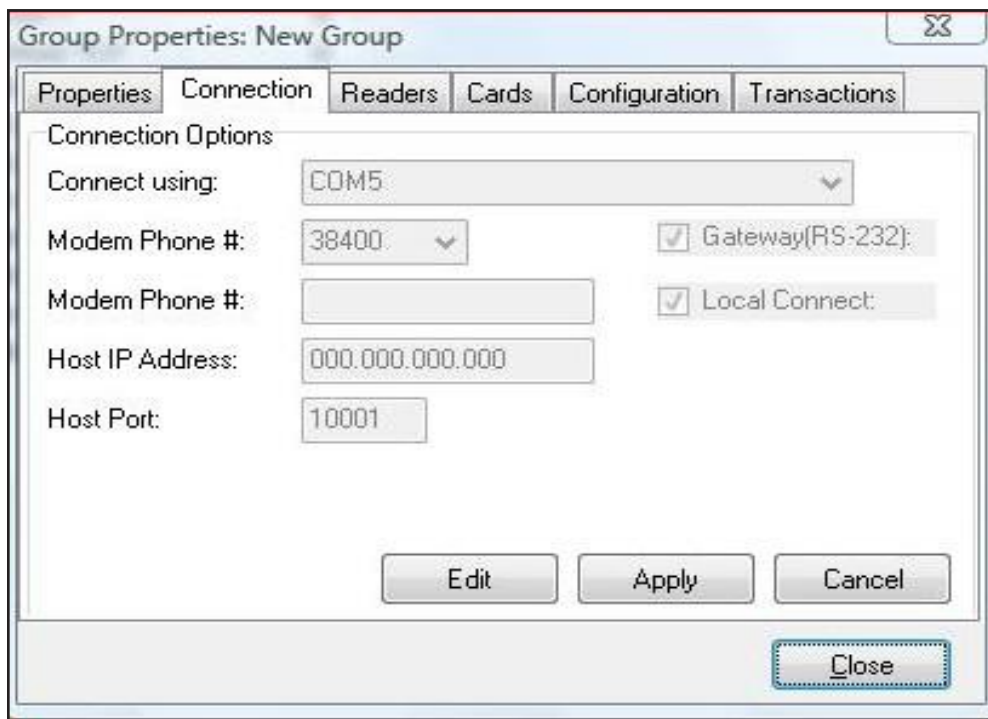 Group Properties: New Group
Properties Connection Readers Cards Configuration Transactions
Connection Options
Connect using: COM5
Modem Phone #: 38400 Gateway(RS-232):
Modem Phone #: Local Connect:
Host IP Address: 000.000.000.000
Host Port: 10001
Edit Apply Cancel
Close